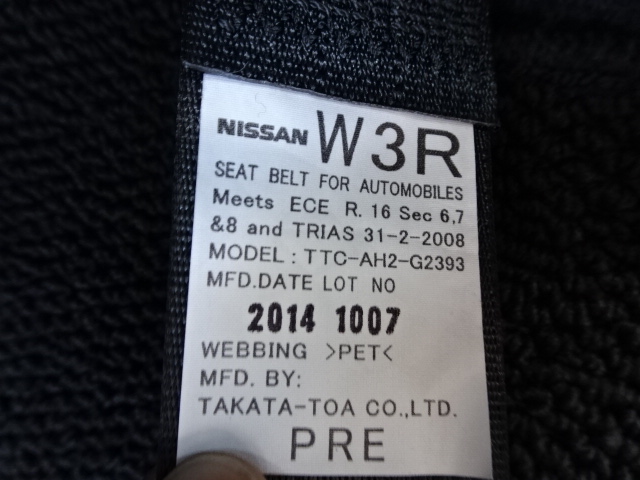 NISSAN W3R
SEAT BELT FOR AUTOMOBILES
Meets ECE R. 16 Sec 6,7
&8 and TRIAS 31-2-2008
MODEL : TTC-AH2-G2393
MFD.DATE LOT NO
2014 1007
WEBBING >PET<
MFD. BY:
TAKATA-TOA CO.,LTD.
PRE